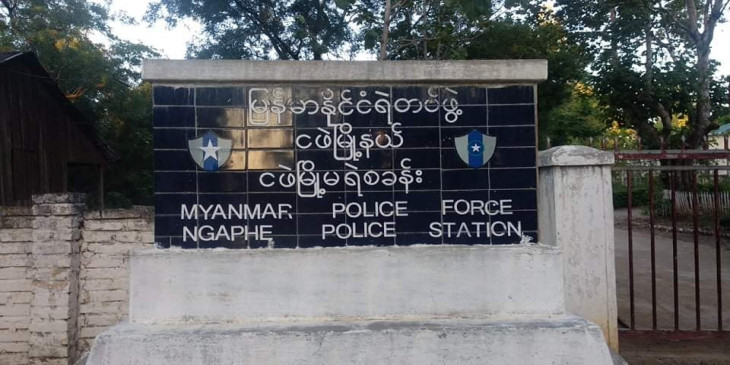 မြန်မာနိုင်ငံရဲတပ်ဖွဲ့
ငဖဲမြို့နယ်
ငဖဲမြို့မရဲစခန်း
MYANMAR POLICE FORCE
NGAPHE POLICE STATION